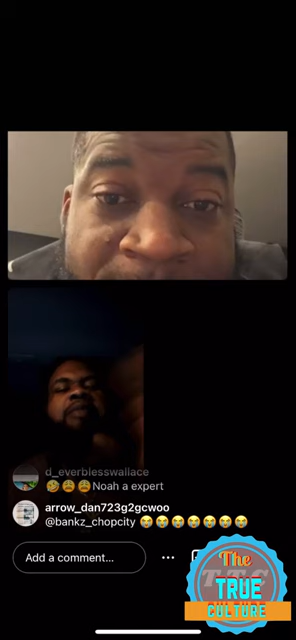 d_everblesswallace
🤣😩😩Noah a expert
arrow_dan723g2gcwoo
@bankz_chopcity 😭😭😭😭😭😭😭
Add a comment...
The
TRUE
CULTURE